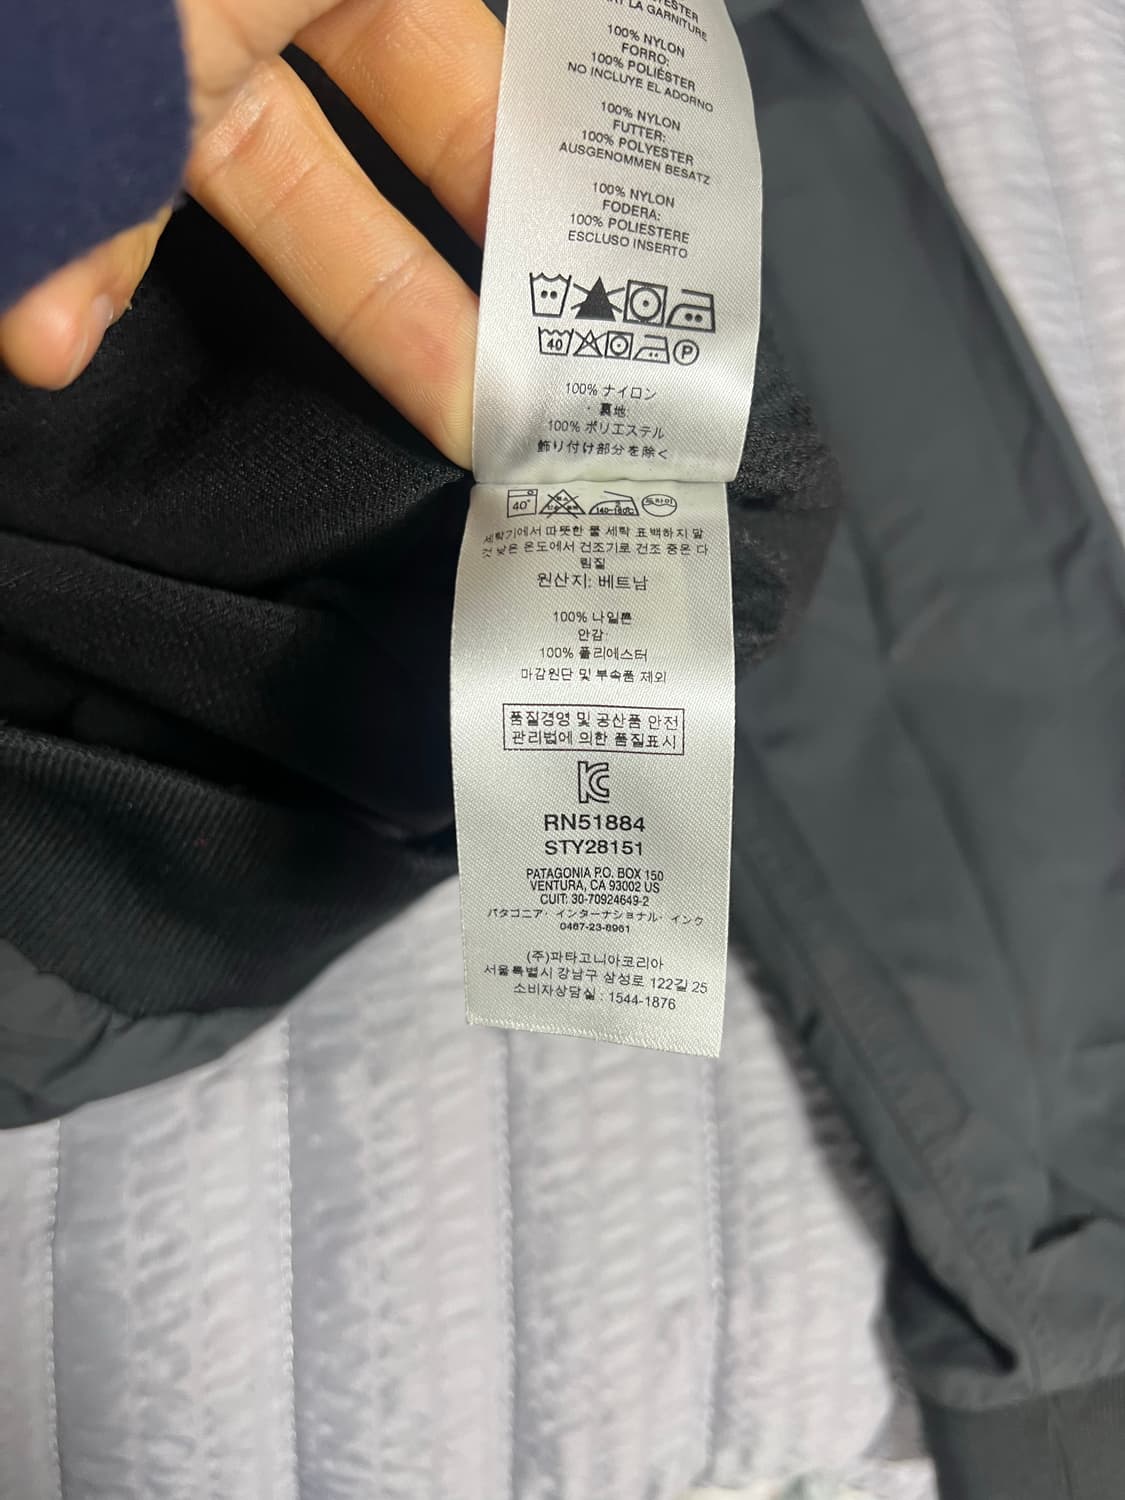 100% NYLON
FORRO:
100% POLIÉSTER
NO INCLUYE EL ADORNO
100% NYLON
FUTTER:
100% POLYESTER
AUSGENOMMEN BESATZ
100% NYLON
FODERA:
100% POLIESTERE
ESCLUSO INSERTO
40 P
100% ナイロン
裏地:
100% ポリエステル
飾り付け部分を除く
40° 140~160°C 드라이
세탁기에서 따뜻한 물 세탁 표백하지 말
낮은 온도에서 건조기로 건조 중온 다
림질
원산지: 베트남
100% 나일론
안감:
100% 폴리에스터
마감원단 및 부속품 제외
품질경영 및 공산품 안전
관리법에 의한 품질표시
KC
RN51884
STY28151
PATAGONIA P.O. BOX 150
VENTURA, CA 93002 US
CUIT: 30-70924649-2
パタゴニア・インターナショナル・インク
0467-23-8961
(주)파타고니아코리아
서울특별시 강남구 삼성로 122길 25
소비자상담실 : 1544-1876